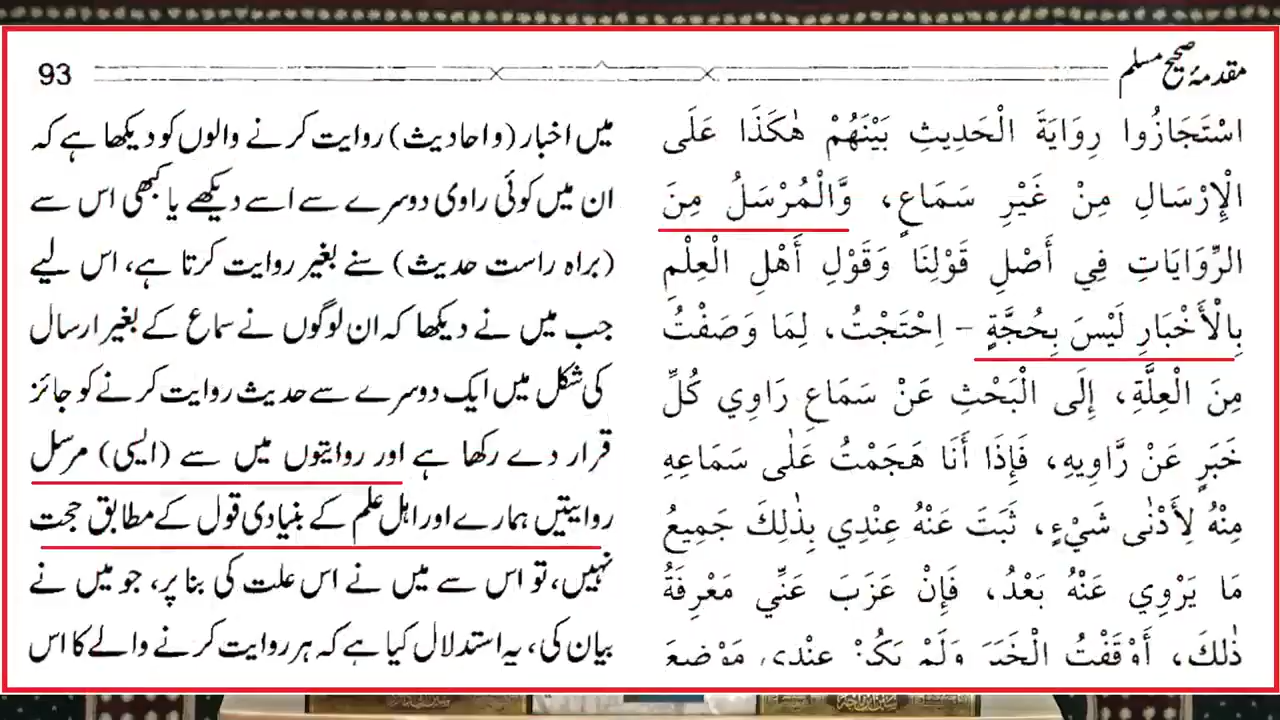 مقدمۂ صحیح مسلم
93
اسْتَجَازُوا رِوَايَةَ الْحَدِيثِ بَيْنَهُمْ هٰكَذَا عَلَى
الْإِرْسَالِ مِنْ غَيْرِ سَمَاعٍ، وَّالْمُرْسَلُ مِنَ
الرِّوَايَاتِ فِي أَصْلِ قَوْلِنَا وَقَوْلِ أَهْلِ الْعِلْمِ
بِالْأَخْبَارِ لَيْسَ بِحُجَّةٍ - اِحْتَجْتُ، لِمَا وَصَفْتُ
مِنَ الْعِلَّةِ، إِلَى الْبَحْثِ عَنْ سَمَاعِ رَاوِي كُلِّ
خَبَرٍ عَنْ رَّاوِيهِ، فَإِذَا أَنَا هَجَمْتُ عَلٰى سَمَاعِهِ
مِنْهُ لِأَدْنٰى شَيْءٍ، ثَبَتَ عَنْهُ عِنْدِي بِذٰلِكَ جَمِيعُ
مَا يَرْوِي عَنْهُ بَعْدُ، فَإِنْ عَزَبَ عَنِّي مَعْرِفَةُ
ذٰلِكَ، أَوْقَفْتُ الْخَبَرَ وَلَمْ يَكُنْ عِنْدِي مَوْضِعَ
میں اخبار (و احادیث) روایت کرنے والوں کو دیکھا ہے کہ
ان میں کوئی راوی دوسرے سے اسے دیکھے یا کبھی اس سے
(براہ راست حدیث) سنے بغیر روایت کرتا ہے، اس لیے
جب میں نے دیکھا کہ ان لوگوں نے سماع کے بغیر ارسال
کی شکل میں ایک دوسرے سے حدیث روایت کرنے کو جائز
قرار دے رکھا ہے اور روایتوں میں سے (ایسی) مرسل
روایتیں ہمارے اور اہل علم کے بنیادی قول کے مطابق حجت
نہیں، تو اس سے میں نے اس علت کی بنا پر، جو میں نے
بیان کی، یہ استدلال کیا ہے کہ ہر روایت کرنے والے کا اس